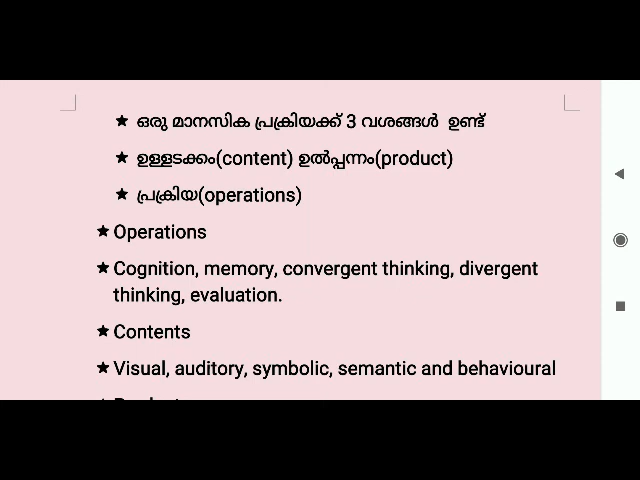 ★ ഒരു മാനസിക പ്രക്രിയക്ക് 3 വശങ്ങൾ ഉണ്ട്
★ ഉള്ളടക്കം(content) ഉൽപ്പന്നം(product)
★ പ്രക്രിയ(operations)
★ Operations
★ Cognition, memory, convergent thinking, divergent
thinking, evaluation.
★ Contents
★ Visual, auditory, symbolic, semantic and behavioural